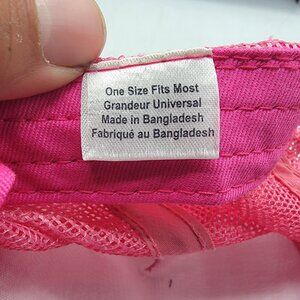 One Size Fits Most
Grandeur Universal
Made in Bangladesh
Fabriqué au Bangladesh